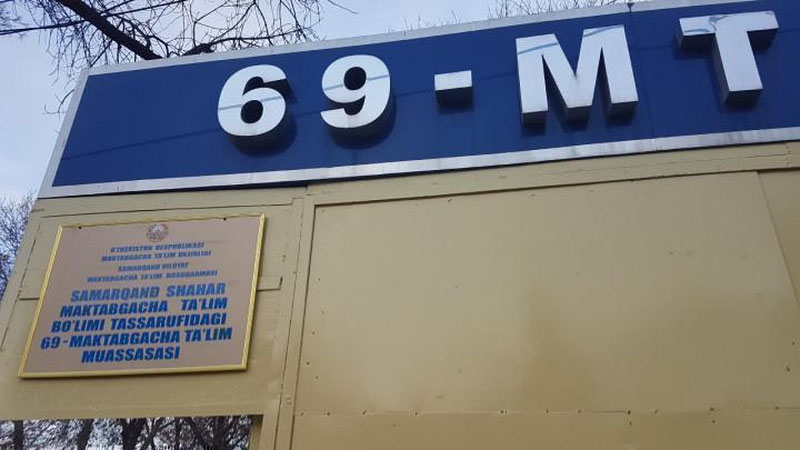 69-MT
O'ZBEKISTON RESPUBLIKASI
MAKTABGACHA TA'LIM VAZIRLIGI
SAMARQAND VILOYAT
MAKTABGACHA TA'LIM BOSHQARMASI
SAMARQAND SHAHAR
MAKTABGACHA TA'LIM
BO'LIMI TASSARUFIDAGI
69-MAKTABGACHA TA'LIM
MUASSASASI